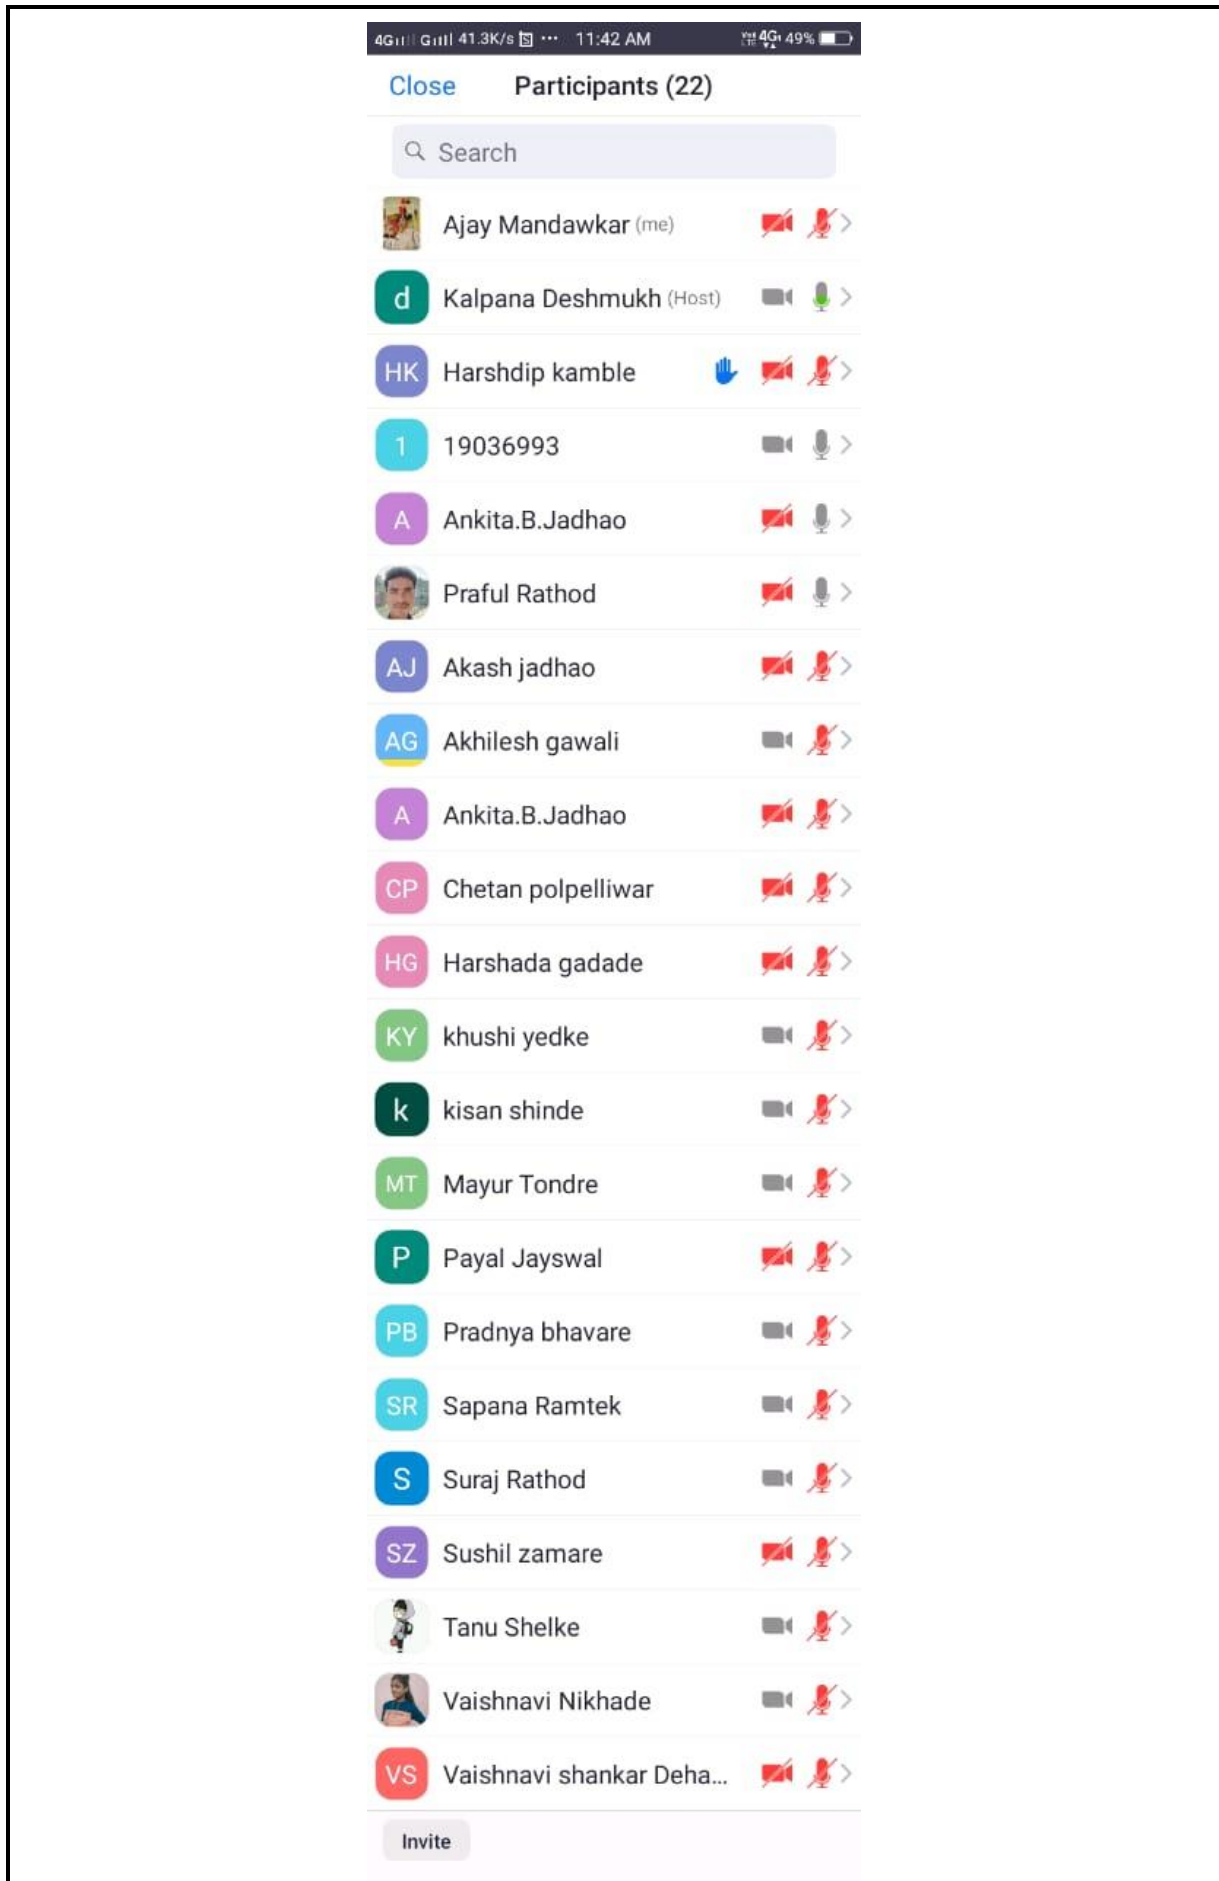 4G G 41.3K/s ••• 11:42 AM 4G 49%
Close Participants (22)
Search
Ajay Mandawkar (me)
d Kalpana Deshmukh (Host)
HK Harshdip kamble
1 19036993
A Ankita.B.Jadhao
Praful Rathod
AJ Akash jadhao
AG Akhilesh gawali
A Ankita.B.Jadhao
CP Chetan polpelliwar
HG Harshada gadade
KY khushi yedke
k kisan shinde
MT Mayur Tondre
P Payal Jayswal
PB Pradnya bhavare
SR Sapana Ramtek
S Suraj Rathod
SZ Sushil zamare
Tanu Shelke
Vaishnavi Nikhade
VS Vaishnavi shankar Deha...
Invite